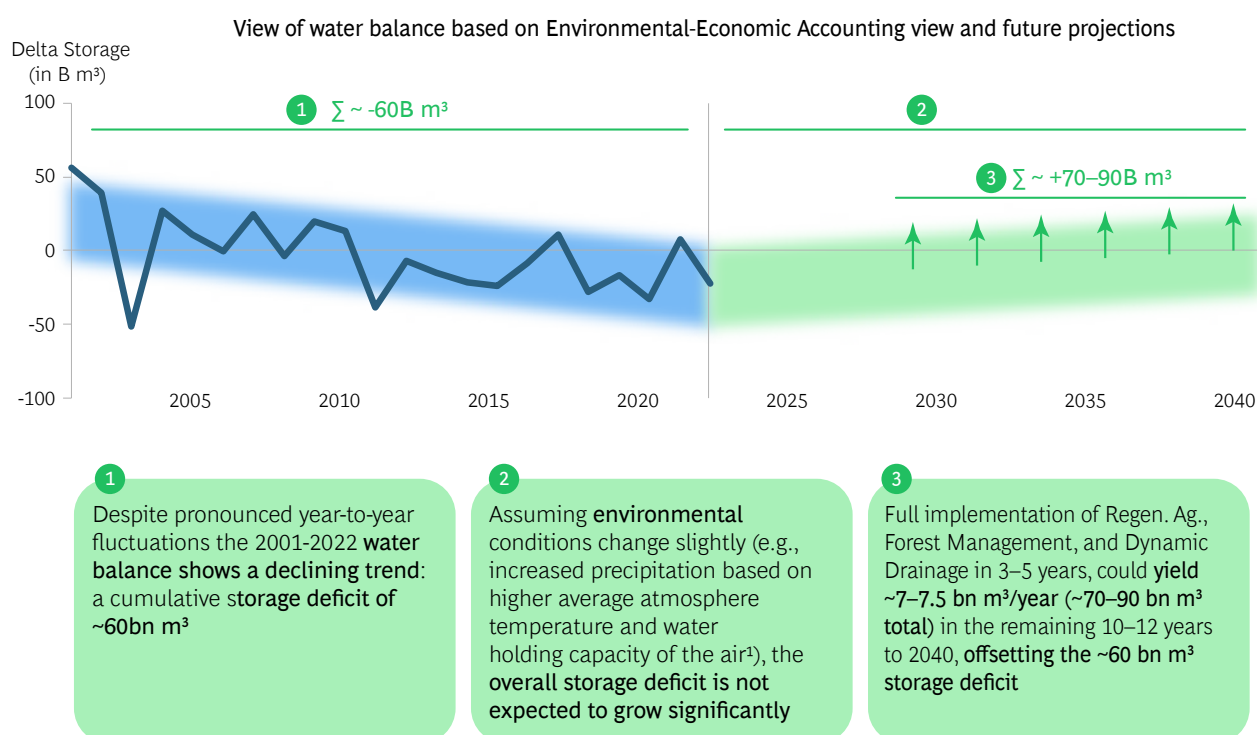 View of water balance based on Environmental-Economic Accounting view and future projections
Delta Storage
(in B m³)
100
50
0
-50
-100
1 ∑ ~ -60B m³
2
3 ∑ ~ +70–90B m³
2005 2010 2015 2020 2025 2030 2035 2040
1
Despite pronounced year-to-year
fluctuations the 2001-2022 water
balance shows a declining trend:
a cumulative storage deficit of
~60bn m³
2
Assuming environmental
conditions change slightly (e.g.,
increased precipitation based on
higher average atmosphere
temperature and water
holding capacity of the air¹), the
overall storage deficit is not
expected to grow significantly
3
Full implementation of Regen. Ag.,
Forest Management, and Dynamic
Drainage in 3–5 years, could yield
~7–7.5 bn m³/year (~70–90 bn m³
total) in the remaining 10–12 years
to 2040, offsetting the ~60 bn m³
storage deficit